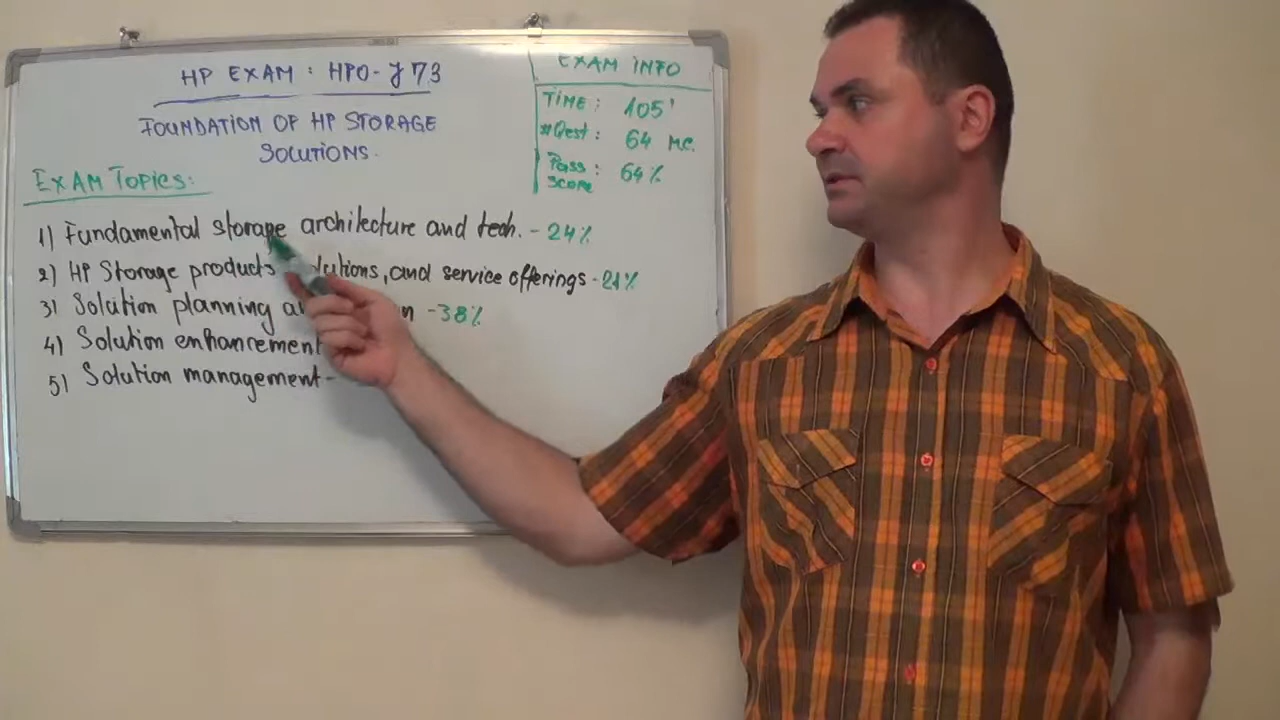 HP EXAM: HP0-J73
FOUNDATION OF HP STORAGE
SOLUTIONS.
EXAM INFO
TIME: 105'
#Qest: 64 MC.
Pass
score: 64%
EXAM TOPICS:
1) Fundamental storage architecture and tech. - 24%
2) HP Storage products, and service offerings - 21%
3) Solution planning - 38%
4) Solution enhancement
5) Solution management -